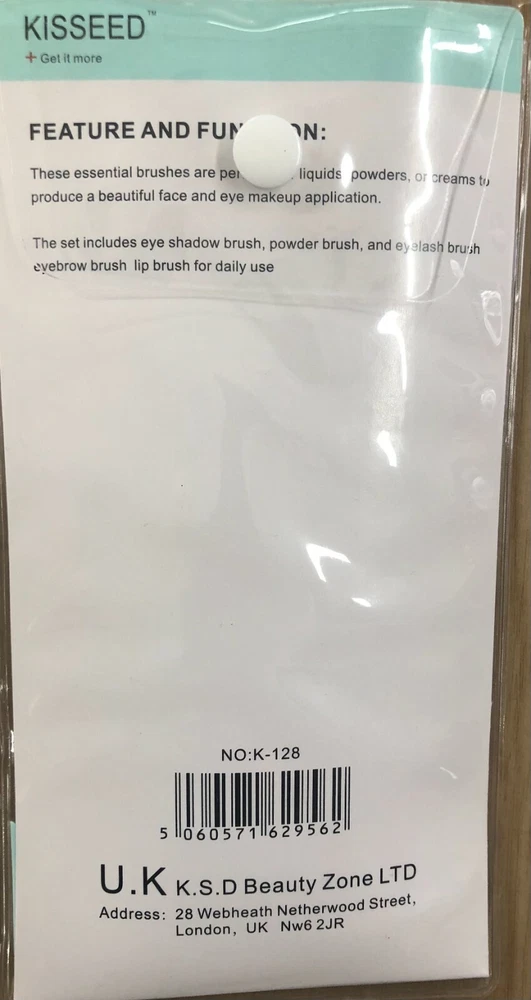 KISSEED™
+ Get it more
FEATURE AND FUN N:
These essential brushes are liquids powders, or creams to
produce a beautiful face and eye makeup application.
The set includes eye shadow brush, powder brush, and eyelash brush
eyebrow brush lip brush for daily use
NO:K-128
5 060571 629562
U.K K.S.D Beauty Zone LTD
Address: 28 Webheath Netherwood Street,
London, UK Nw6 2JR